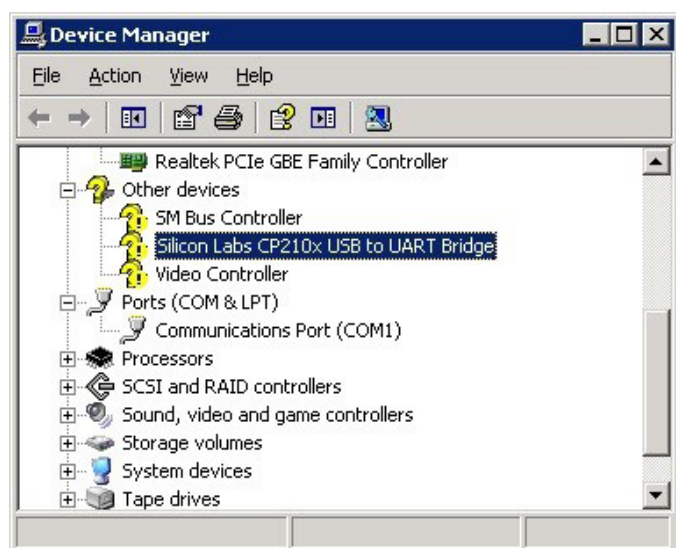 Device Manager
File Action View Help
Realtek PCIe GBE Family Controller
Other devices
SM Bus Controller
Silicon Labs CP210x USB to UART Bridge
Video Controller
Ports (COM & LPT)
Communications Port (COM1)
Processors
SCSI and RAID controllers
Sound, video and game controllers
Storage volumes
System devices
Tape drives